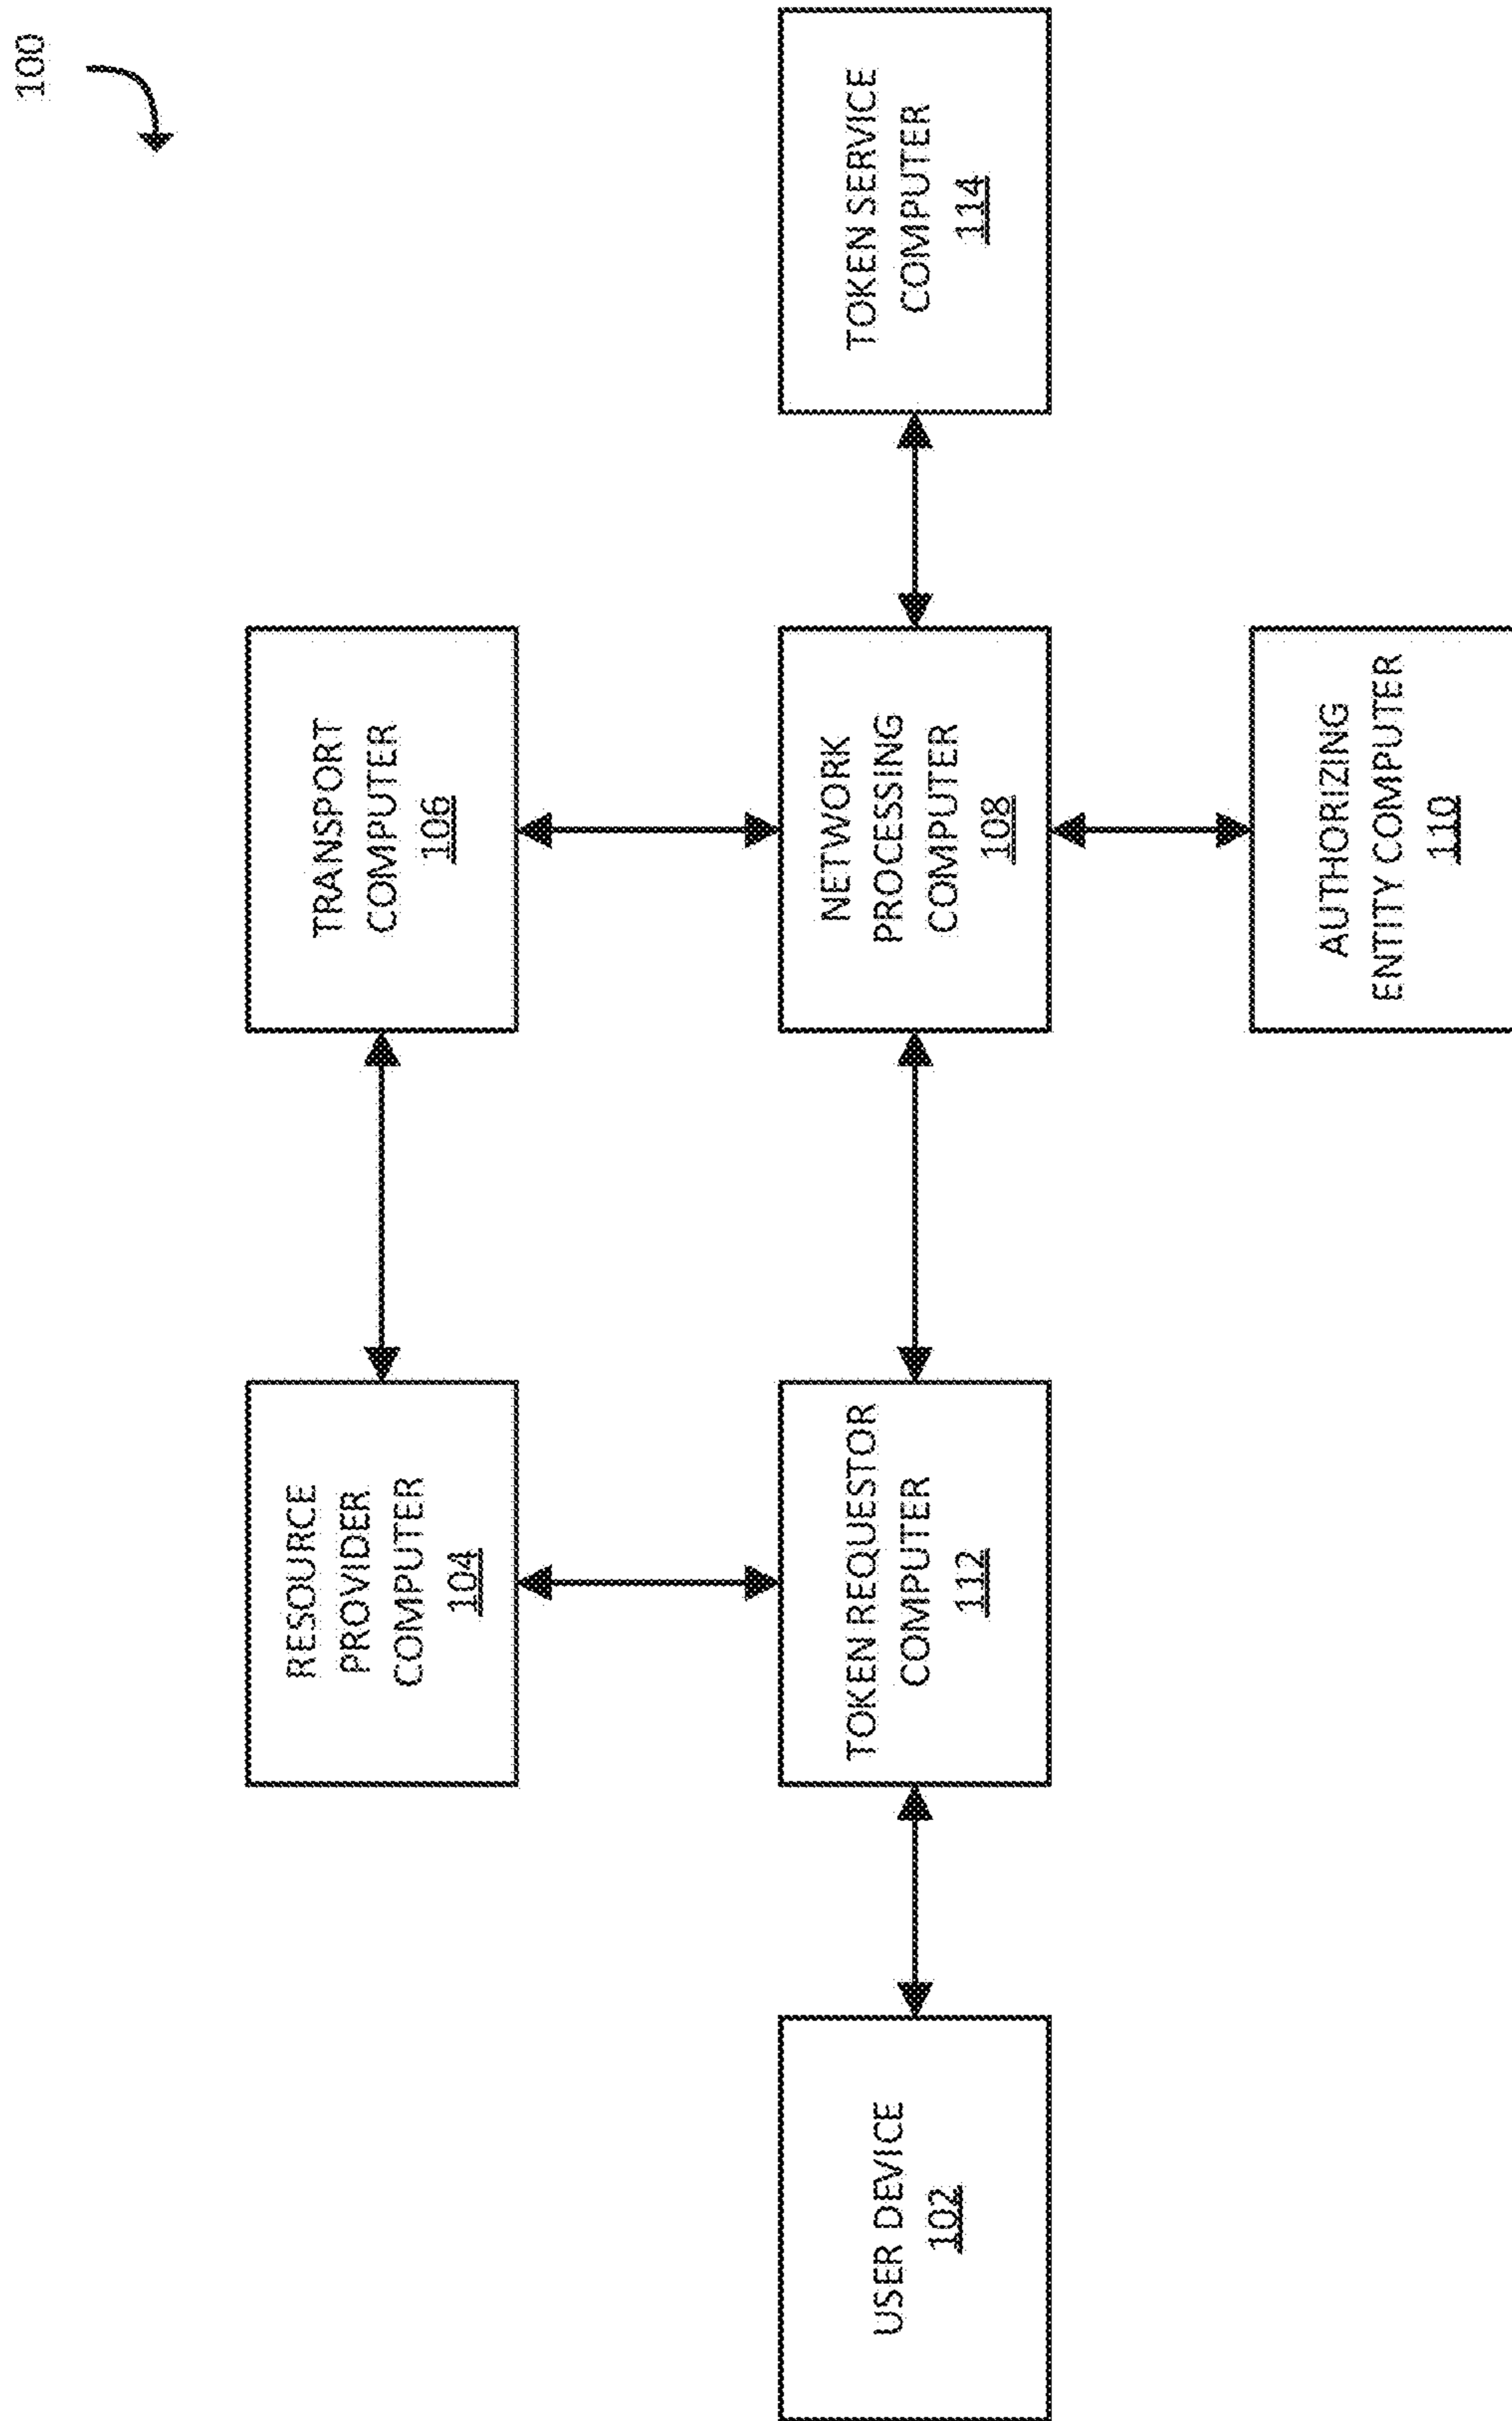 100
RESOURCE
PROVIDER
COMPUTER
104
TRANSPORT
COMPUTER
106
USER DEVICE
102
TOKEN REQUESTOR
COMPUTER
112
NETWORK
PROCESSING
COMPUTER
108
TOKEN SERVICE
COMPUTER
114
AUTHORIZING
ENTITY COMPUTER
110